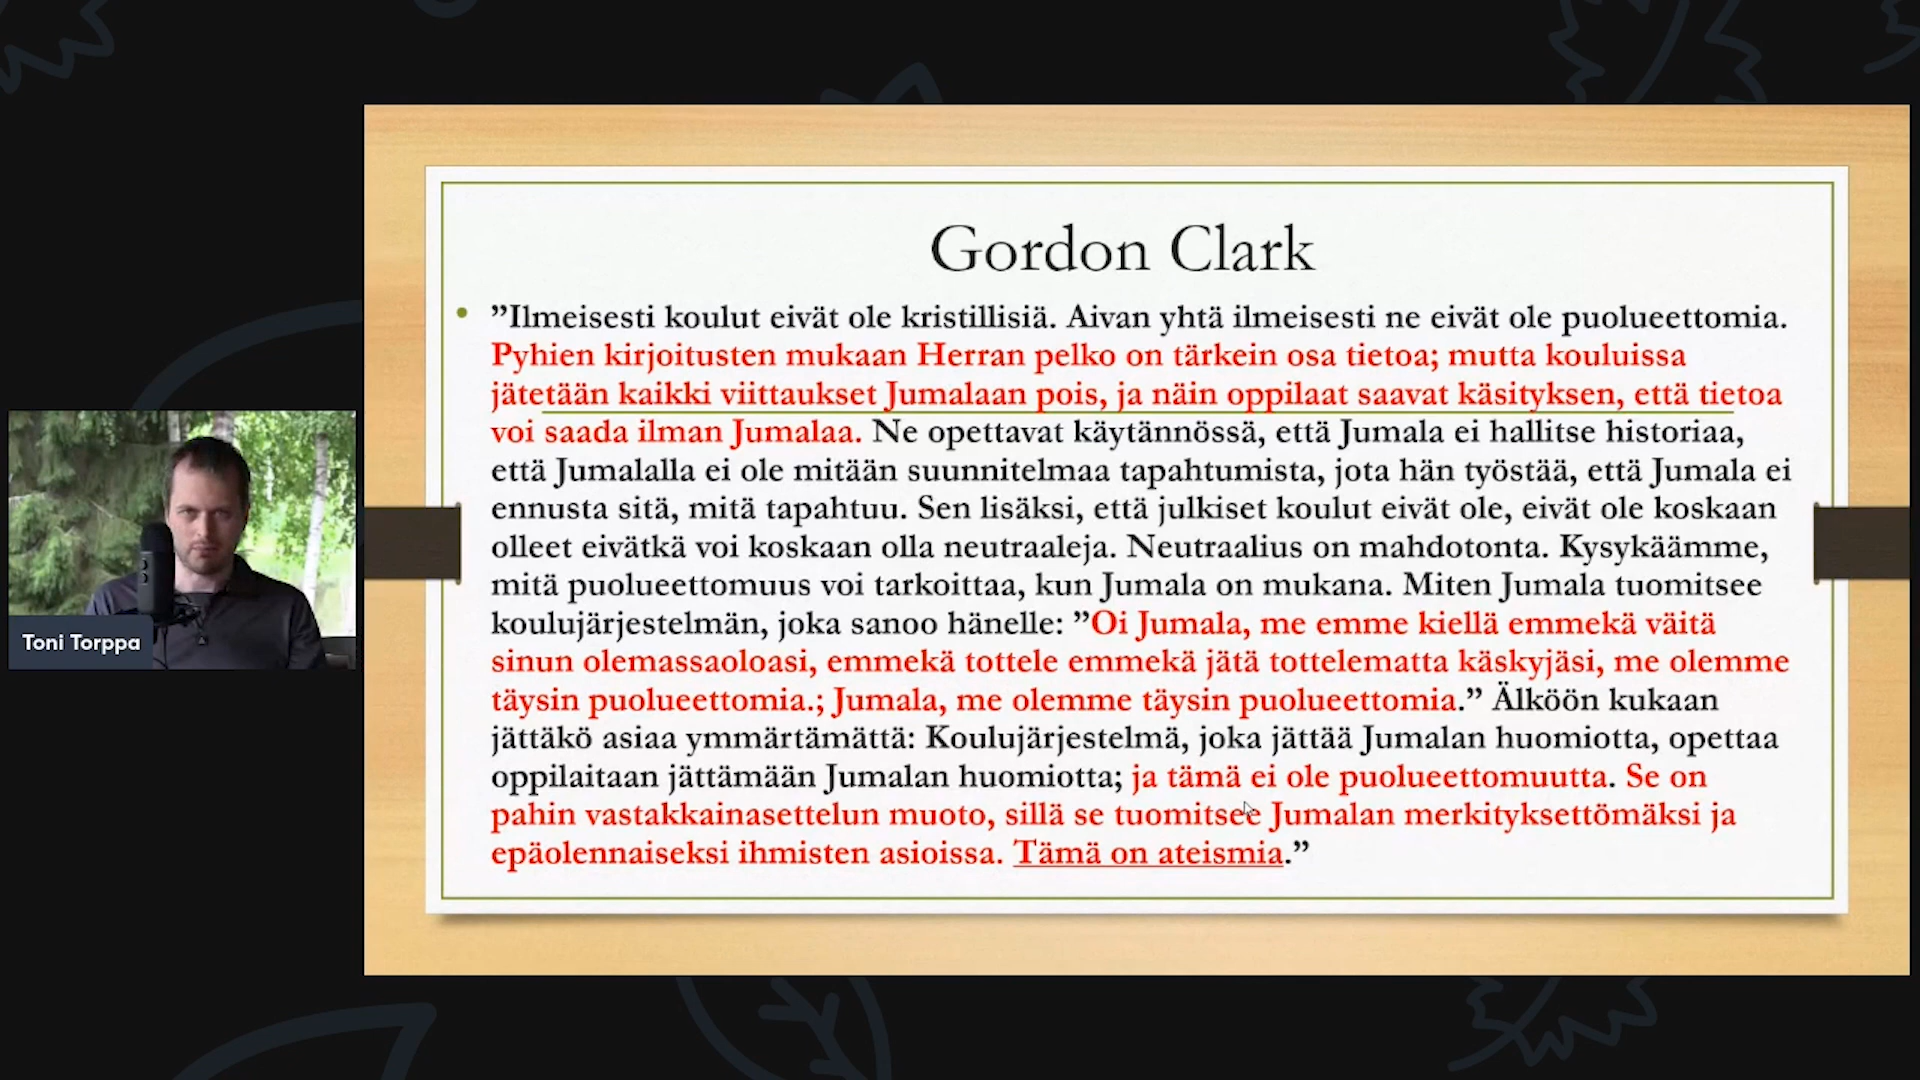 Gordon Clark
• ”Ilmeisesti koulut eivät ole kristillisiä. Aivan yhtä ilmeisesti ne eivät ole puolueettomia.
Pyhien kirjoitusten mukaan Herran pelko on tärkein osa tietoa; mutta kouluissa
jätetään kaikki viittaukset Jumalaan pois, ja näin oppilaat saavat käsityksen, että tietoa
voi saada ilman Jumalaa. Ne opettavat käytännössä, että Jumala ei hallitse historiaa,
että Jumalalla ei ole mitään suunnitelmaa tapahtumista, jota hän työstää, että Jumala ei
ennusta sitä, mitä tapahtuu. Sen lisäksi, että julkiset koulut eivät ole, eivät ole koskaan
olleet eivätkä voi koskaan olla neutraaleja. Neutraalius on mahdotonta. Kysykäämme,
mitä puolueettomuus voi tarkoittaa, kun Jumala on mukana. Miten Jumala tuomitsee
koulujärjestelmän, joka sanoo hänelle: ”Oi Jumala, me emme kiellä emmekä väitä
sinun olemassaoloasi, emmekä tottele emmekä jätä tottelematta käskyjäsi, me olemme
täysin puolueettomia.; Jumala, me olemme täysin puolueettomia.” Älköön kukaan
jättäkö asiaa ymmärtämättä: Koulujärjestelmä, joka jättää Jumalan huomiotta, opettaa
oppilaitaan jättämään Jumalan huomiotta; ja tämä ei ole puolueettomuutta. Se on
pahin vastakkainasettelun muoto, sillä se tuomitsee Jumalan merkityksettömäksi ja
epäolennaiseksi ihmisten asioissa. Tämä on ateismia.”
Toni Torppa